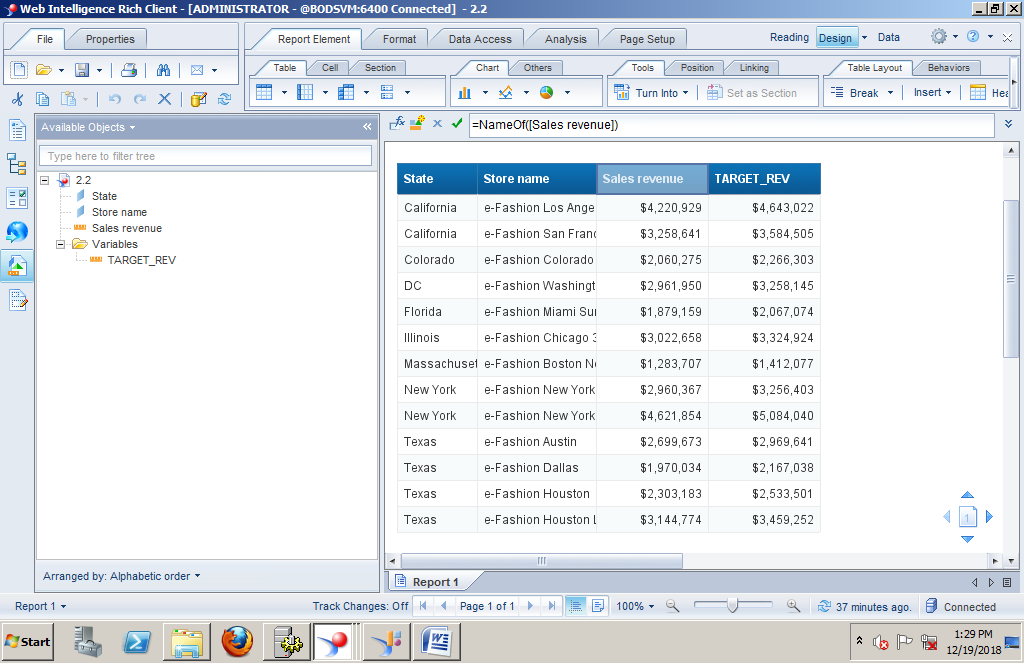 Web Intelligence Rich Client - [ADMINISTRATOR - @BODSVM:6400 Connected] - 2.2
File Properties
Report Element Format Data Access Analysis Page Setup
Reading Design Data
Table Cell Section
Chart Others
Tools Position Linking
Table Layout Behaviors
Turn Into Set as Section
Break Insert Hea
Available Objects
=NameOf([Sales revenue])
Type here to filter tree
2.2
State
Store name
Sales revenue
Variables
TARGET_REV
State Store name Sales revenue TARGET_REV
California e-Fashion Los Ange $4,220,929 $4,643,022
California e-Fashion San Franc $3,258,641 $3,584,505
Colorado e-Fashion Colorado $2,060,275 $2,266,303
DC e-Fashion Washingt $2,961,950 $3,258,145
Florida e-Fashion Miami Sun $1,879,159 $2,067,074
Illinois e-Fashion Chicago 3 $3,022,658 $3,324,924
Massachuset e-Fashion Boston Ne $1,283,707 $1,412,077
New York e-Fashion New York $2,960,367 $3,256,403
New York e-Fashion New York $4,621,854 $5,084,040
Texas e-Fashion Austin $2,699,673 $2,969,641
Texas e-Fashion Dallas $1,970,034 $2,167,038
Texas e-Fashion Houston $2,303,183 $2,533,501
Texas e-Fashion Houston L $3,144,774 $3,459,252
1
Arranged by: Alphabetic order
Report 1
Report 1
Track Changes: Off
Page 1 of 1
100%
37 minutes ago.
Connected
Start
1:29 PM
12/19/2018